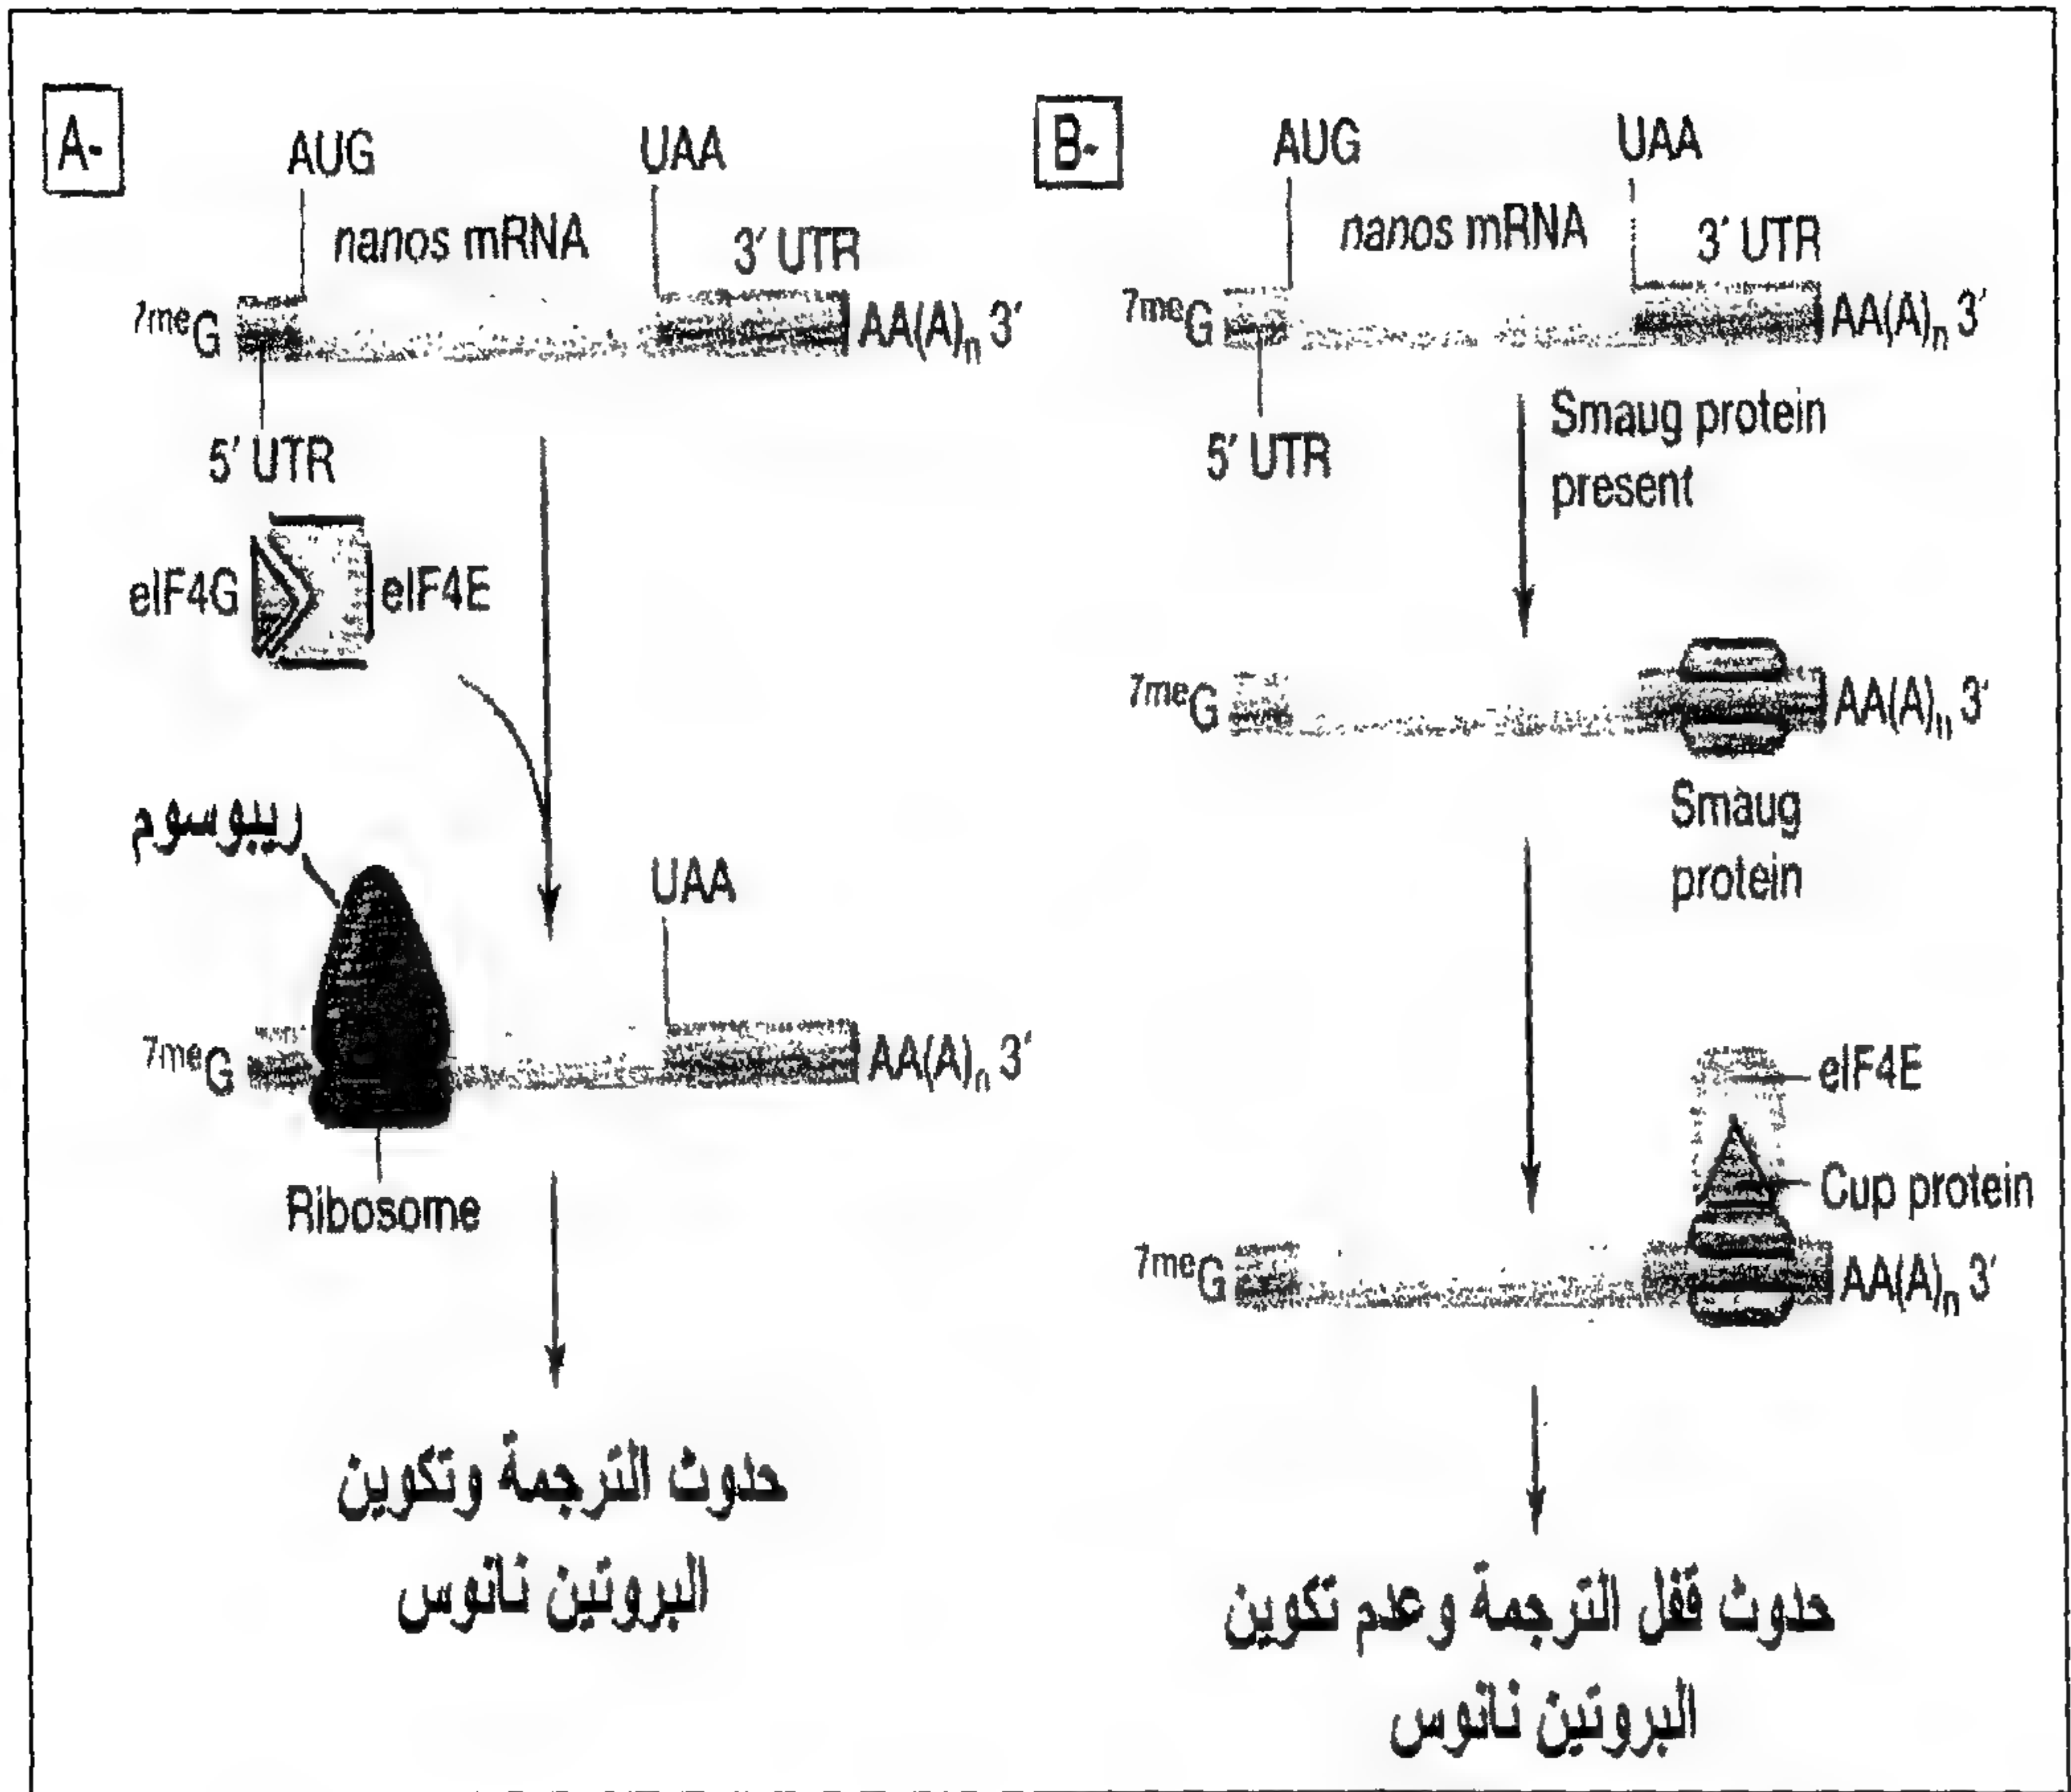 A-
AUG
UAA
nanos mRNA
3′ UTR
7meG
AA(A)n 3′
5′ UTR
eIF4G
eIF4E
ريبوسوم
UAA
7meG
AA(A)n 3′
Ribosome
حدوث الترجمة وتكوين
البروتين نانوس
B-
AUG
UAA
nanos mRNA
3′ UTR
7meG
AA(A)n 3′
5′ UTR
Smaug protein
present
7meG
AA(A)n 3′
Smaug
protein
eIF4E
Cup protein
7meG
AA(A)n 3′
حدوث قفل الترجمة وعدم تكوين
البروتين نانوس